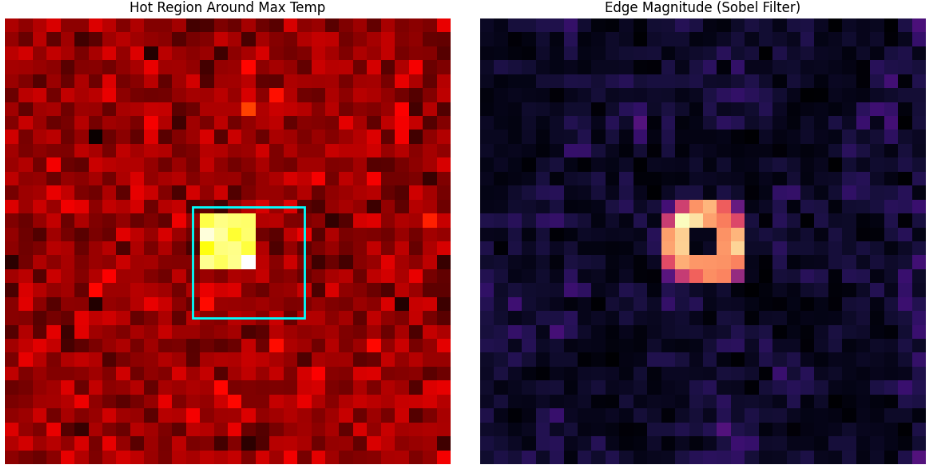 Hot Region Around Max Temp
Edge Magnitude (Sobel Filter)